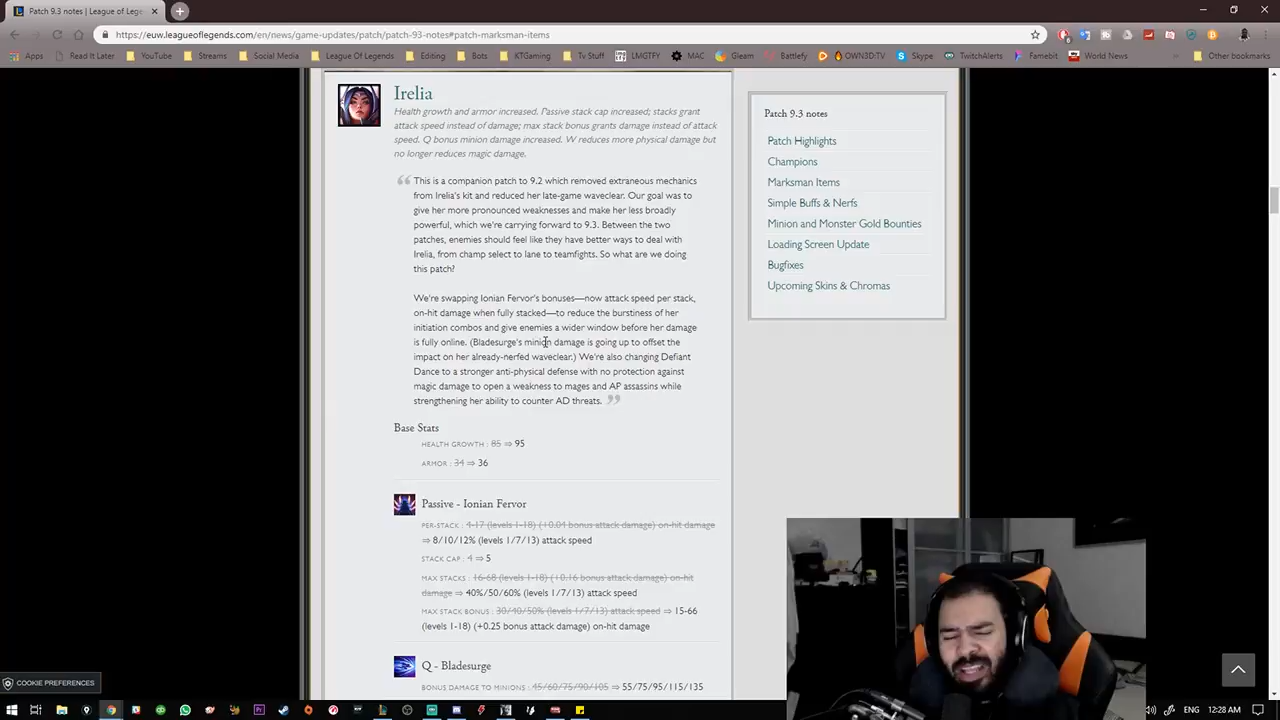 Patch 9.3 notes | League of Lege
https://euw.leagueoflegends.com/en/news/game-updates/patch/patch-93-notes#patch-marksman-items
Apps Read It Later YouTube Streams Social Media League Of Legends Editing Bots KTGaming Tv Stuff LMGTFY MAC Gleam Battlefy OWN3D:TV Skype TwitchAlerts Famebit World News Other bookmarks
Irelia
Health growth and armor increased. Passive stack cap increased; stacks grant
attack speed instead of damage; max stack bonus grants damage instead of attack
speed. Q bonus minion damage increased. W reduces more physical damage but
no longer reduces magic damage.
This is a companion patch to 9.2 which removed extraneous mechanics
from Irelia's kit and reduced her late-game waveclear. Our goal was to
give her more pronounced weaknesses and make her less broadly
powerful, which we're carrying forward to 9.3. Between the two
patches, enemies should feel like they have better ways to deal with
Irelia, from champ select to lane to teamfights. So what are we doing
this patch?
We're swapping Ionian Fervor's bonuses—now attack speed per stack,
on-hit damage when fully stacked—to reduce the burstiness of her
initiation combos and give enemies a wider window before her damage
is fully online. (Bladesurge's minion damage is going up to offset the
impact on her already-nerfed waveclear.) We're also changing Defiant
Dance to a stronger anti-physical defense with no protection against
magic damage to open a weakness to mages and AP assassins while
strengthening her ability to counter AD threats.
Base Stats
HEALTH GROWTH : 85 ⇒ 95
ARMOR : 34 ⇒ 36
Passive - Ionian Fervor
PER-STACK : 4-17 (levels 1-18) (+0.04 bonus attack damage) on-hit damage
⇒ 8/10/12% (levels 1/7/13) attack speed
STACK CAP : 4 ⇒ 5
MAX STACKS : 16-68 (levels 1-18) (+0.16 bonus attack damage) on-hit
damage ⇒ 40%/50/60% (levels 1/7/13) attack speed
MAX STACK BONUS : 30/40/50% (levels 1/7/13) attack speed ⇒ 15-66
(levels 1-18) (+0.25 bonus attack damage) on-hit damage
Q - Bladesurge
BONUS DAMAGE TO MINIONS : 45/60/75/90/105 ⇒ 55/75/95/115/135
Patch 9.3 notes
Patch Highlights
Champions
Marksman Items
Simple Buffs & Nerfs
Minion and Monster Gold Bounties
Loading Screen Update
Bugfixes
Upcoming Skins & Chromas
COOKIE PREFERENCES
ENG 12:28 AM